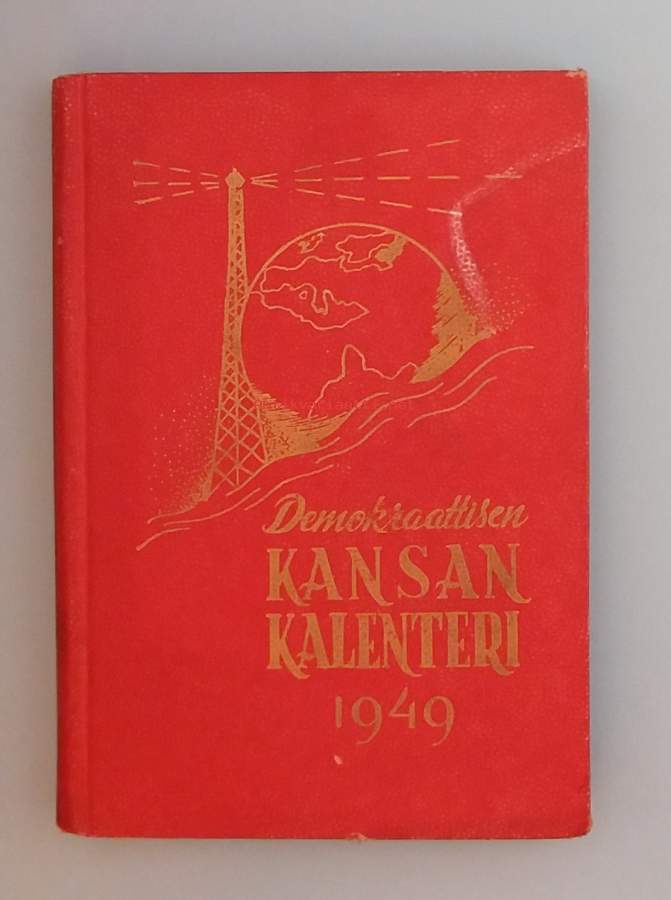 Demokraattisen
KANSAN
KALENTERI
1949